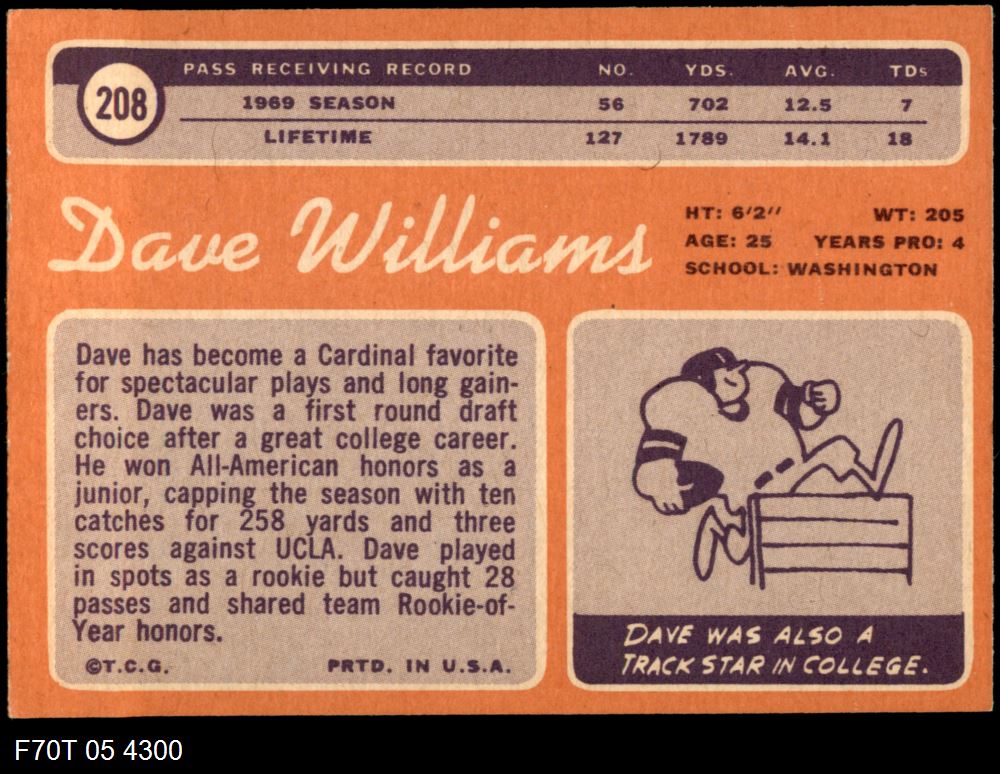 208
PASS RECEIVING RECORD NO. YDS. AVG. TDs
1969 SEASON 56 702 12.5 7
LIFETIME 127 1789 14.1 18
Dave Williams
HT: 6'2" WT: 205
AGE: 25 YEARS PRO: 4
SCHOOL: WASHINGTON
Dave has become a Cardinal favorite
for spectacular plays and long gain-
ers. Dave was a first round draft
choice after a great college career.
He won All-American honors as a
junior, capping the season with ten
catches for 258 yards and three
scores against UCLA. Dave played
in spots as a rookie but caught 28
passes and shared team Rookie-of-
Year honors.
©T.C.G. PRTD. IN U.S.A.
DAVE WAS ALSO A
TRACK STAR IN COLLEGE.
F70T 05 4300